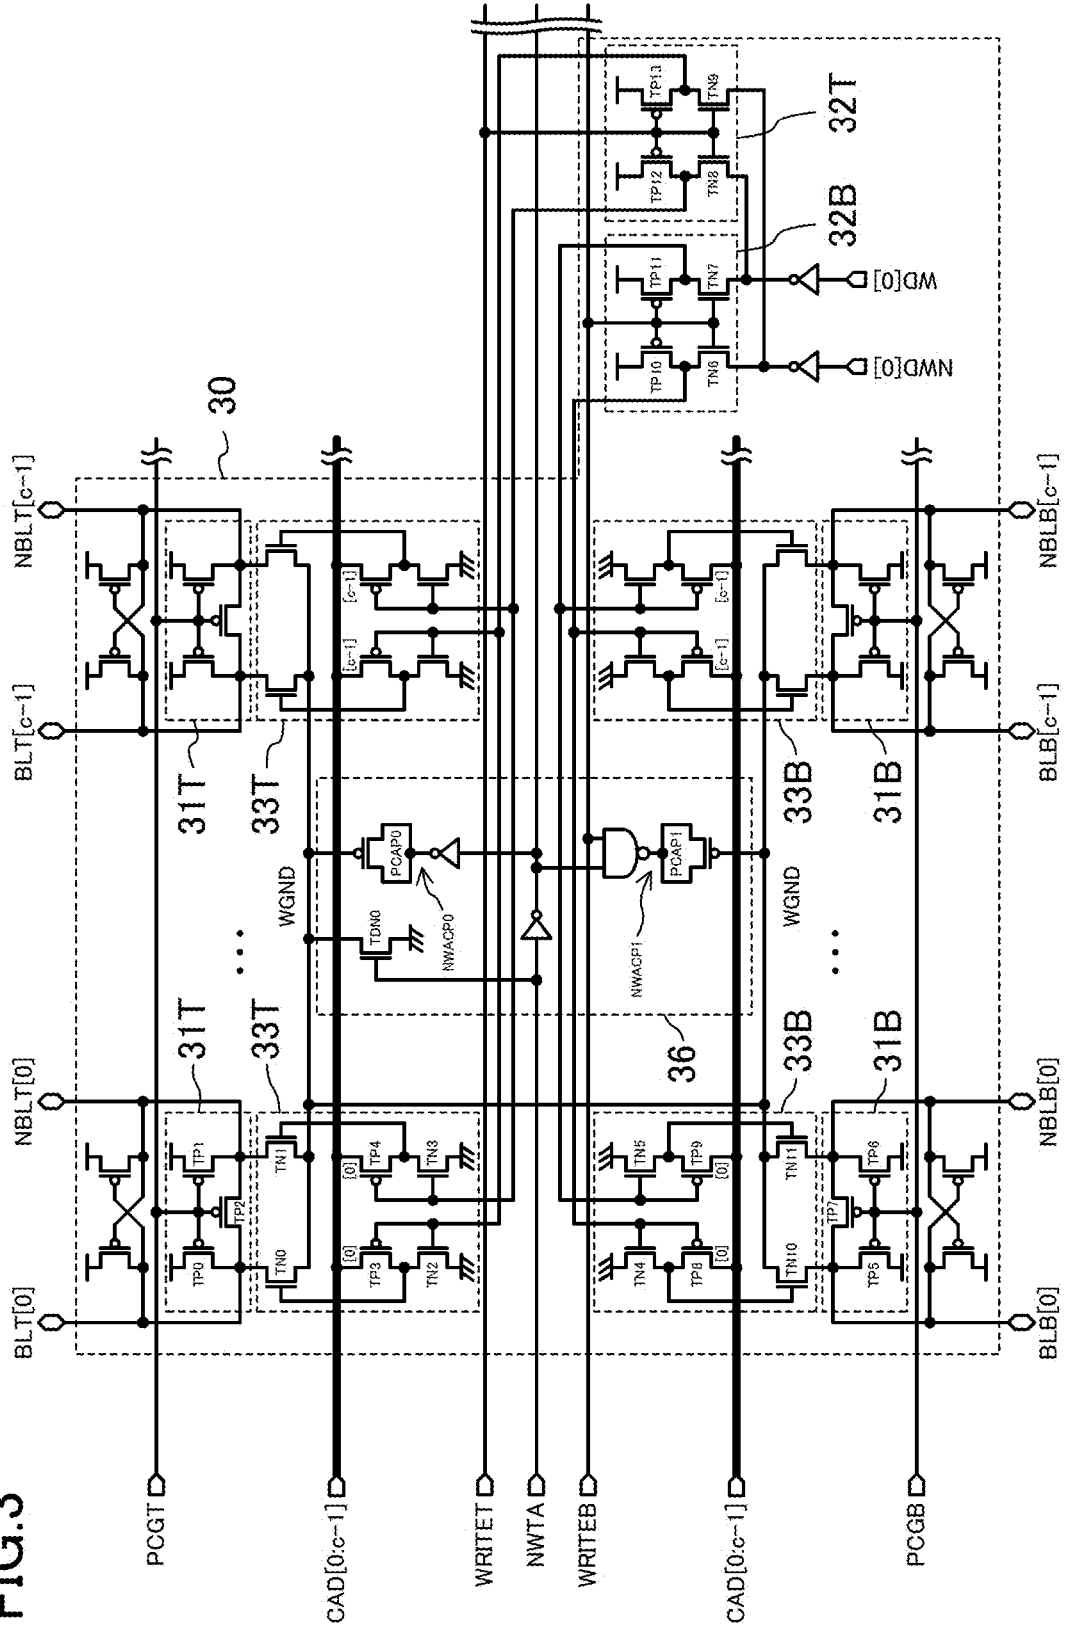 FIG.3
BLT[0]
NBLT[0]
BLT[c-1]
NBLT[c-1]
PCGT
31T
31T
30
TP0
TP1
TP2
33T
33T
TN0
TN1
WGND
CAD[0:c-1]
[0]
[0]
[c-1]
[c-1]
TP3
TP4
TN2
TN3
TDN0
PCAP0
NWACP0
WRITET
NWTA
WRITEB
NWACP1
PCAP1
36
TP10
TP11
TP12
TP13
TN6
TN7
TN8
TN9
32B
32T
NWD[0]
WD[0]
TN4
TN5
TP8
TP9
[0]
[0]
[c-1]
[c-1]
CAD[0:c-1]
WGND
TN10
TN11
33B
33B
TP7
TP5
TP6
31B
31B
PCGB
BLB[0]
NBLB[0]
BLB[c-1]
NBLB[c-1]